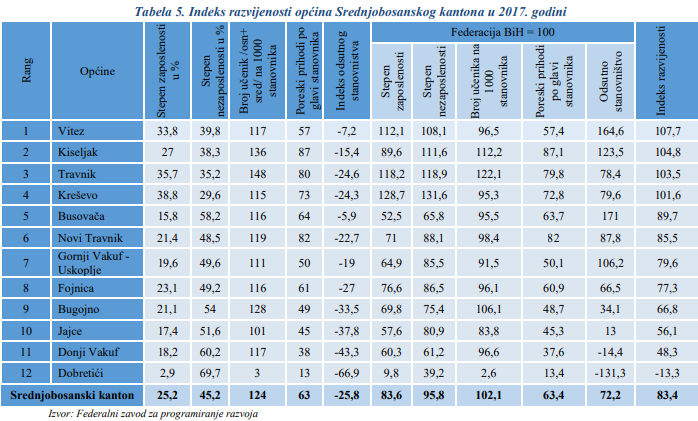 Tabela 5. Indeks razvijenosti općina Srednjobosanskog kantona u 2017. godini
Rang
Općine
Stepen zaposlenosti u %
Stepen nezaposlenosti u %
Broj učenik /osn+ sred/ na 1000 stanovnika
Poreski prihodi po glavi stanovnika
Indeks odsutnog stanovnistva
Federacija BiH = 100
Stepen zaposlenosti
Stepen nezaposlenosti
Broj učenika na 1000 stanovnika
Poreski prihodi po glavi stanovnika
Odsutno stanovništvo
Indeks razvijenosti
1 Vitez 33,8 39,8 117 57 -7,2 112,1 108,1 96,5 57,4 164,6 107,7
2 Kiseljak 27 38,3 136 87 -15,4 89,6 111,6 112,2 87,1 123,5 104,8
3 Travnik 35,7 35,2 148 80 -24,6 118,2 118,9 122,1 79,8 78,4 103,5
4 Kreševo 38,8 29,6 115 73 -24,3 128,7 131,6 95,3 72,8 79,6 101,6
5 Busovača 15,8 58,2 116 64 -5,9 52,5 65,8 95,5 63,7 171 89,7
6 Novi Travnik 21,4 48,5 119 82 -22,7 71 88,1 98,4 82 87,8 85,5
7 Gornji Vakuf - Uskoplje 19,6 49,6 111 50 -19 64,9 85,5 91,5 50,1 106,2 79,6
8 Fojnica 23,1 49,2 116 61 -27 76,6 86,5 96,1 60,9 66,5 77,3
9 Bugojno 21,1 54 128 49 -33,5 69,8 75,4 106,1 48,7 34,1 66,8
10 Jajce 17,4 51,6 101 45 -37,8 57,6 80,9 83,8 45,3 13 56,1
11 Donji Vakuf 18,2 60,2 117 38 -43,3 60,3 61,2 96,6 37,6 -14,4 48,3
12 Dobretići 2,9 69,7 3 13 -66,9 9,8 39,2 2,6 13,4 -131,3 -13,3
Srednjobosanski kanton 25,2 45,2 124 63 -25,8 83,6 95,8 102,1 63,4 72,2 83,4
Izvor: Federalni zavod za programiranje razvoja